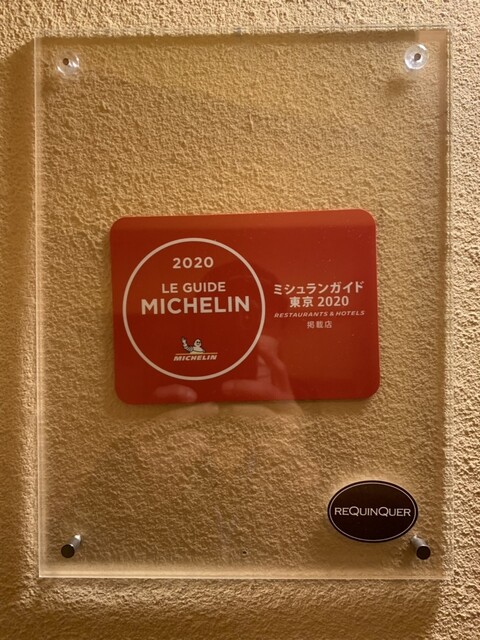 2020
LE GUIDE
MICHELIN
MICHELIN
ミシュランガイド
東京 2020
RESTAURANTS & HOTELS
掲載店
REQUINQUER